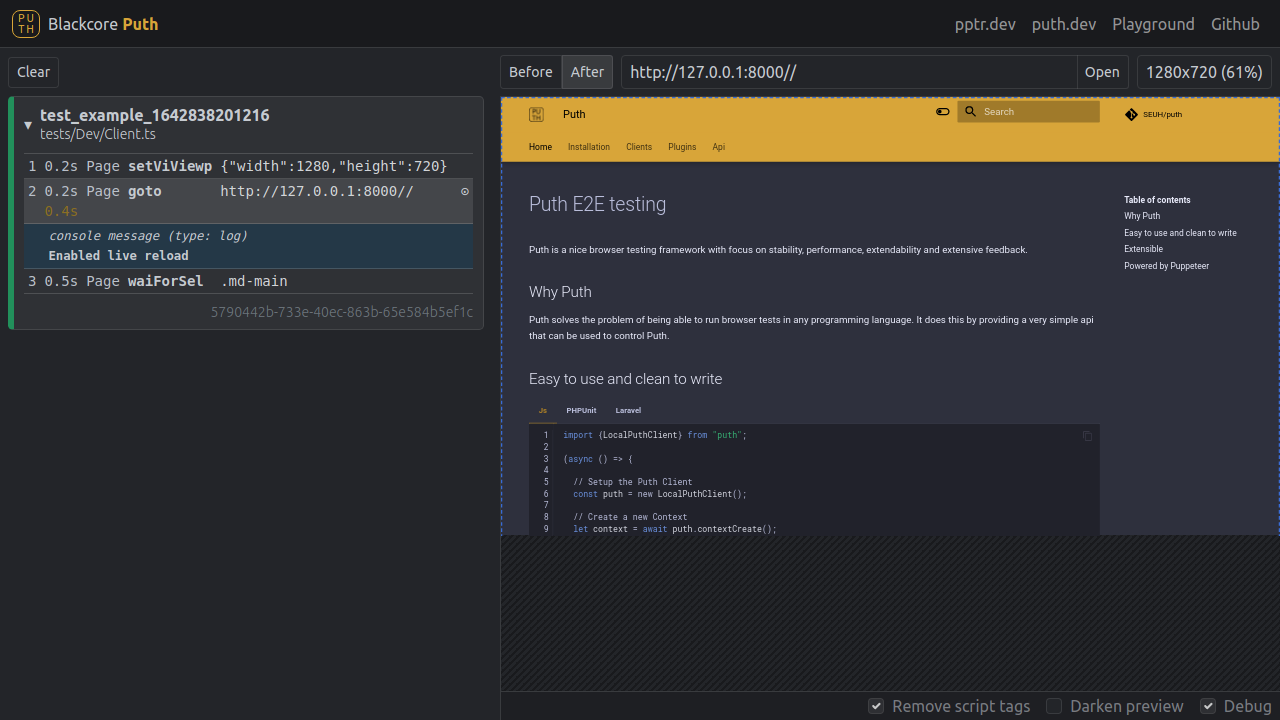 PU
TH
Blackcore Puth
pptr.dev puth.dev Playground Github
Clear
Before After http://127.0.0.1:8000// Open 1280x720 (61%)
test_example_1642838201216
tests/Dev/Client.ts
1 0.2s Page setViViewp {"width":1280,"height":720}
2 0.2s Page goto http://127.0.0.1:8000//
0.4s
console message (type: log)
Enabled live reload
3 0.5s Page waiForSel .md-main
5790442b-733e-40ec-863b-65e584b5ef1c
PU
TH
Puth
Search
SEUH/puth
Home Installation Clients Plugins Api
Puth E2E testing
Puth is a nice browser testing framework with focus on stability, performance, extendability and extensive feedback.
Why Puth
Puth solves the problem of being able to run browser tests in any programming language. It does this by providing a very simple api
that can be used to control Puth.
Easy to use and clean to write
Js PHPUnit Laravel
1 import {LocalPuthClient} from "puth";
2
3 (async () => {
4
5 // Setup the Puth Client
6 const puth = new LocalPuthClient();
7
8 // Create a new Context
9 let context = await puth.contextCreate();
Table of contents
Why Puth
Easy to use and clean to write
Extensible
Powered by Puppeteer
Remove script tags Darken preview Debug